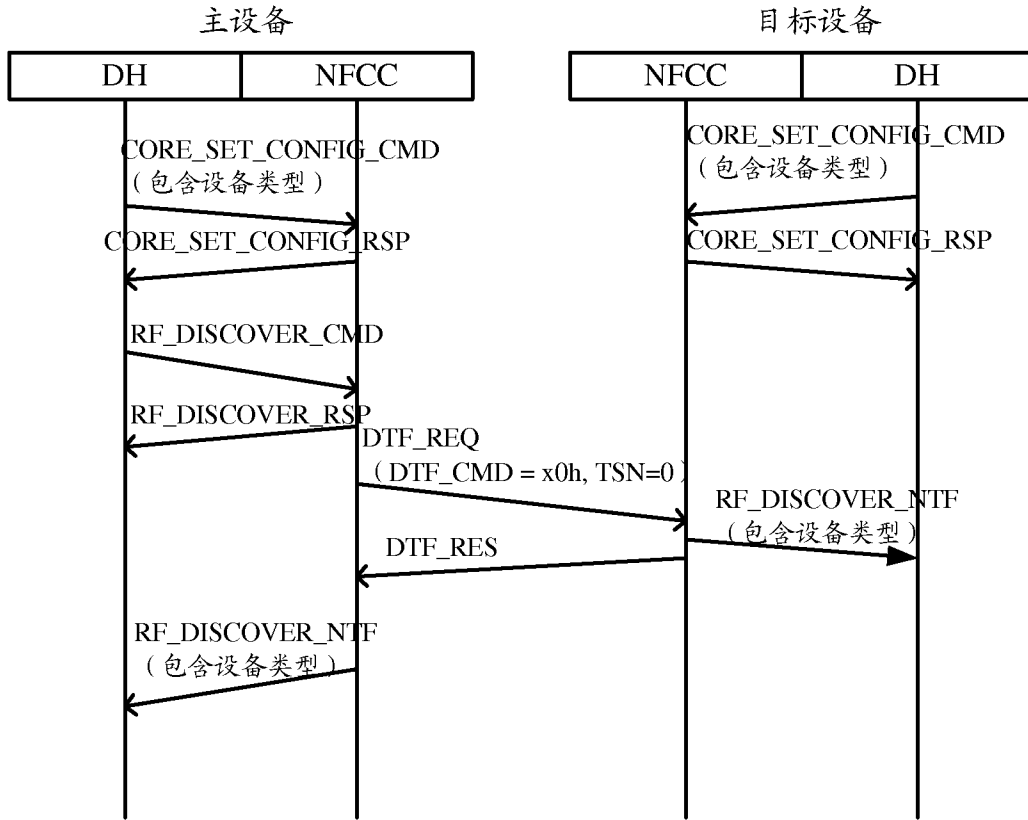 主设备
目标设备
DH
NFCC
NFCC
DH
CORE_SET_CONFIG_CMD
（包含设备类型）
CORE_SET_CONFIG_CMD
（包含设备类型）
CORE_SET_CONFIG_RSP
CORE_SET_CONFIG_RSP
RF_DISCOVER_CMD
RF_DISCOVER_RSP
DTF_REQ
（DTF_CMD = x0h, TSN=0）
RF_DISCOVER_NTF
（包含设备类型）
DTF_RES
RF_DISCOVER_NTF
（包含设备类型）